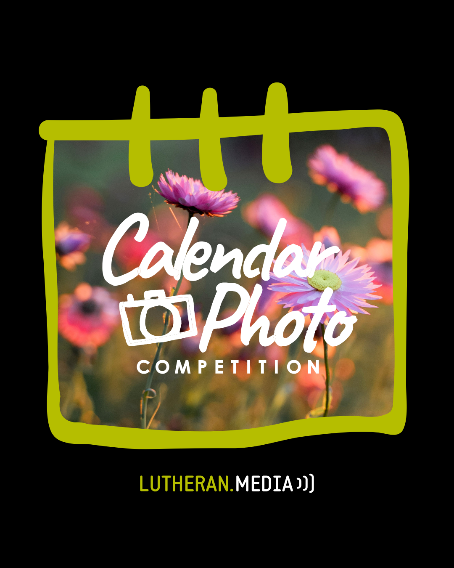 Calendar
Photo
COMPETITION
LUTHERAN.MEDIA